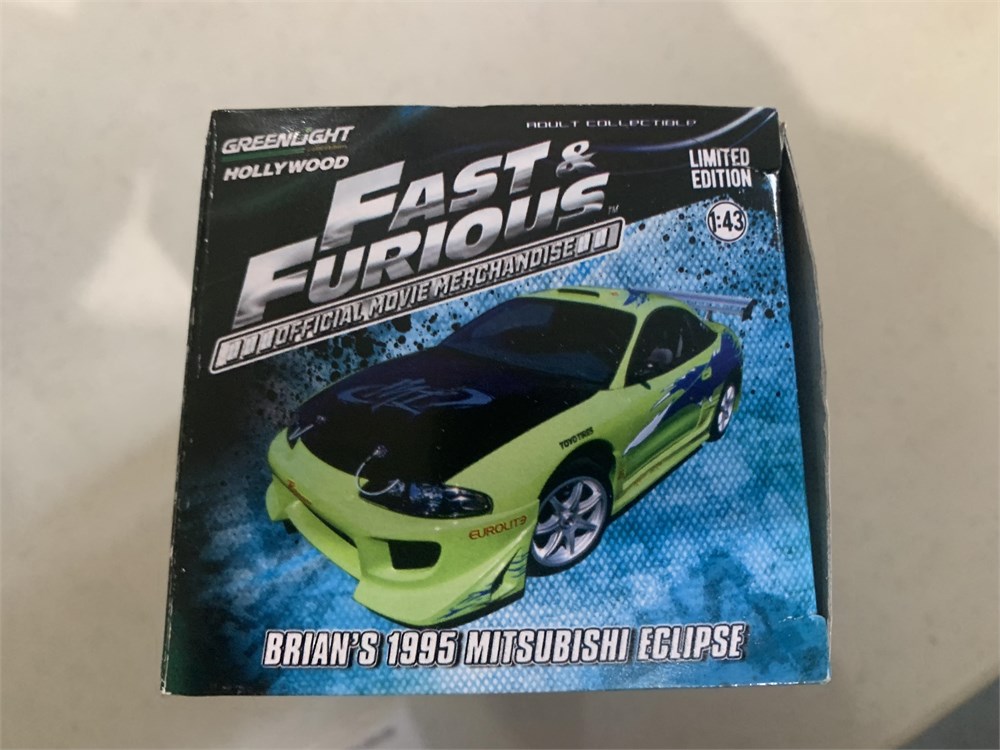 GREENLIGHT
HOLLYWOOD
ADULT COLLECTIBLE
FAST &
FURIOUS™
OFFICIAL MOVIE MERCHANDISE
LIMITED
EDITION
1:43
TOYO TIRES
EUROLITE
BRIAN'S 1995 MITSUBISHI ECLIPSE